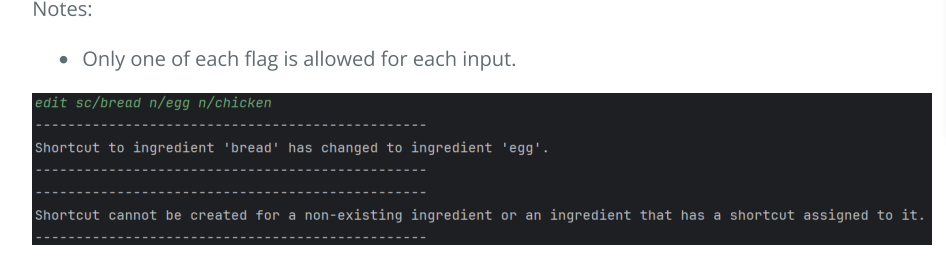 Notes:
• Only one of each flag is allowed for each input.
edit sc/bread n/egg n/chicken
------------------------------------------------
Shortcut to ingredient 'bread' has changed to ingredient 'egg'.
------------------------------------------------
------------------------------------------------
Shortcut cannot be created for a non-existing ingredient or an ingredient that has a shortcut assigned to it.
------------------------------------------------